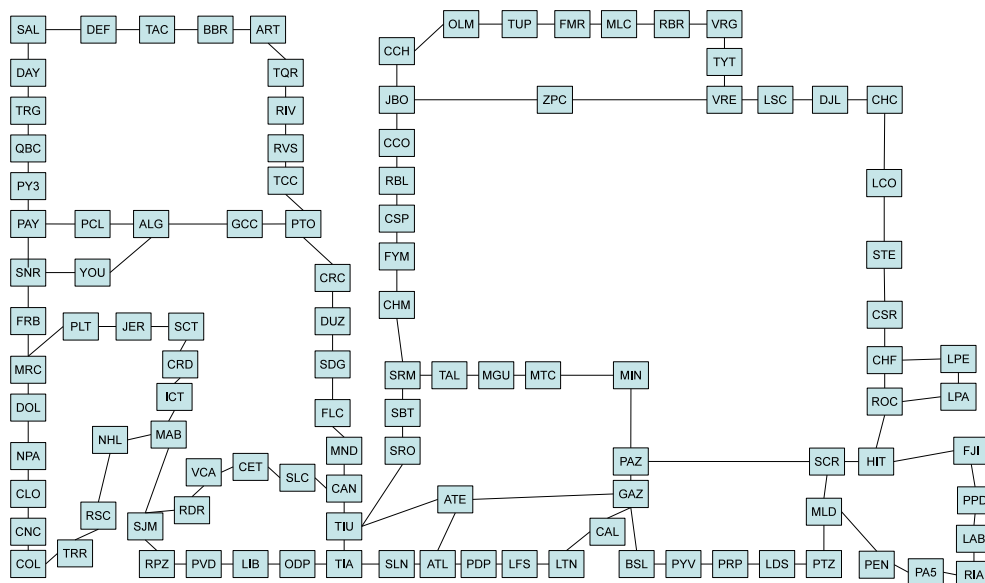 OLM TUP FMR MLC RBR VRG
SAL DEF TAC BBR ART
CCH
TYT
DAY TQR
JBO ZPC VRE LSC DJL CHC
TRG RIV
CCO
QBC RVS
RBL
PY3 TCC LCO
CSP
PAY PCL ALG GCC PTO
FYM STE
SNR YOU CRC
CHM
CSR
FRB DUZ
PLT JER SCT
CHF LPE
MRC CRD SDG
SRM TAL MGU MTC MIN
ICT
ROC LPA
DOL FLC SBT
NHL MAB
NPA MND SRO FJI
PAZ SCR HIT
VCA CET SLC
CLO CAN
GAZ
ATE PPD
RDR
RSC MLD
CNC SJM TIU CAL LAB
TRR
COL RPZ PVD LIB ODP TIA SLN ATL PDP LFS LTN BSL PYV PRP LDS PTZ PEN
PA5 RIA